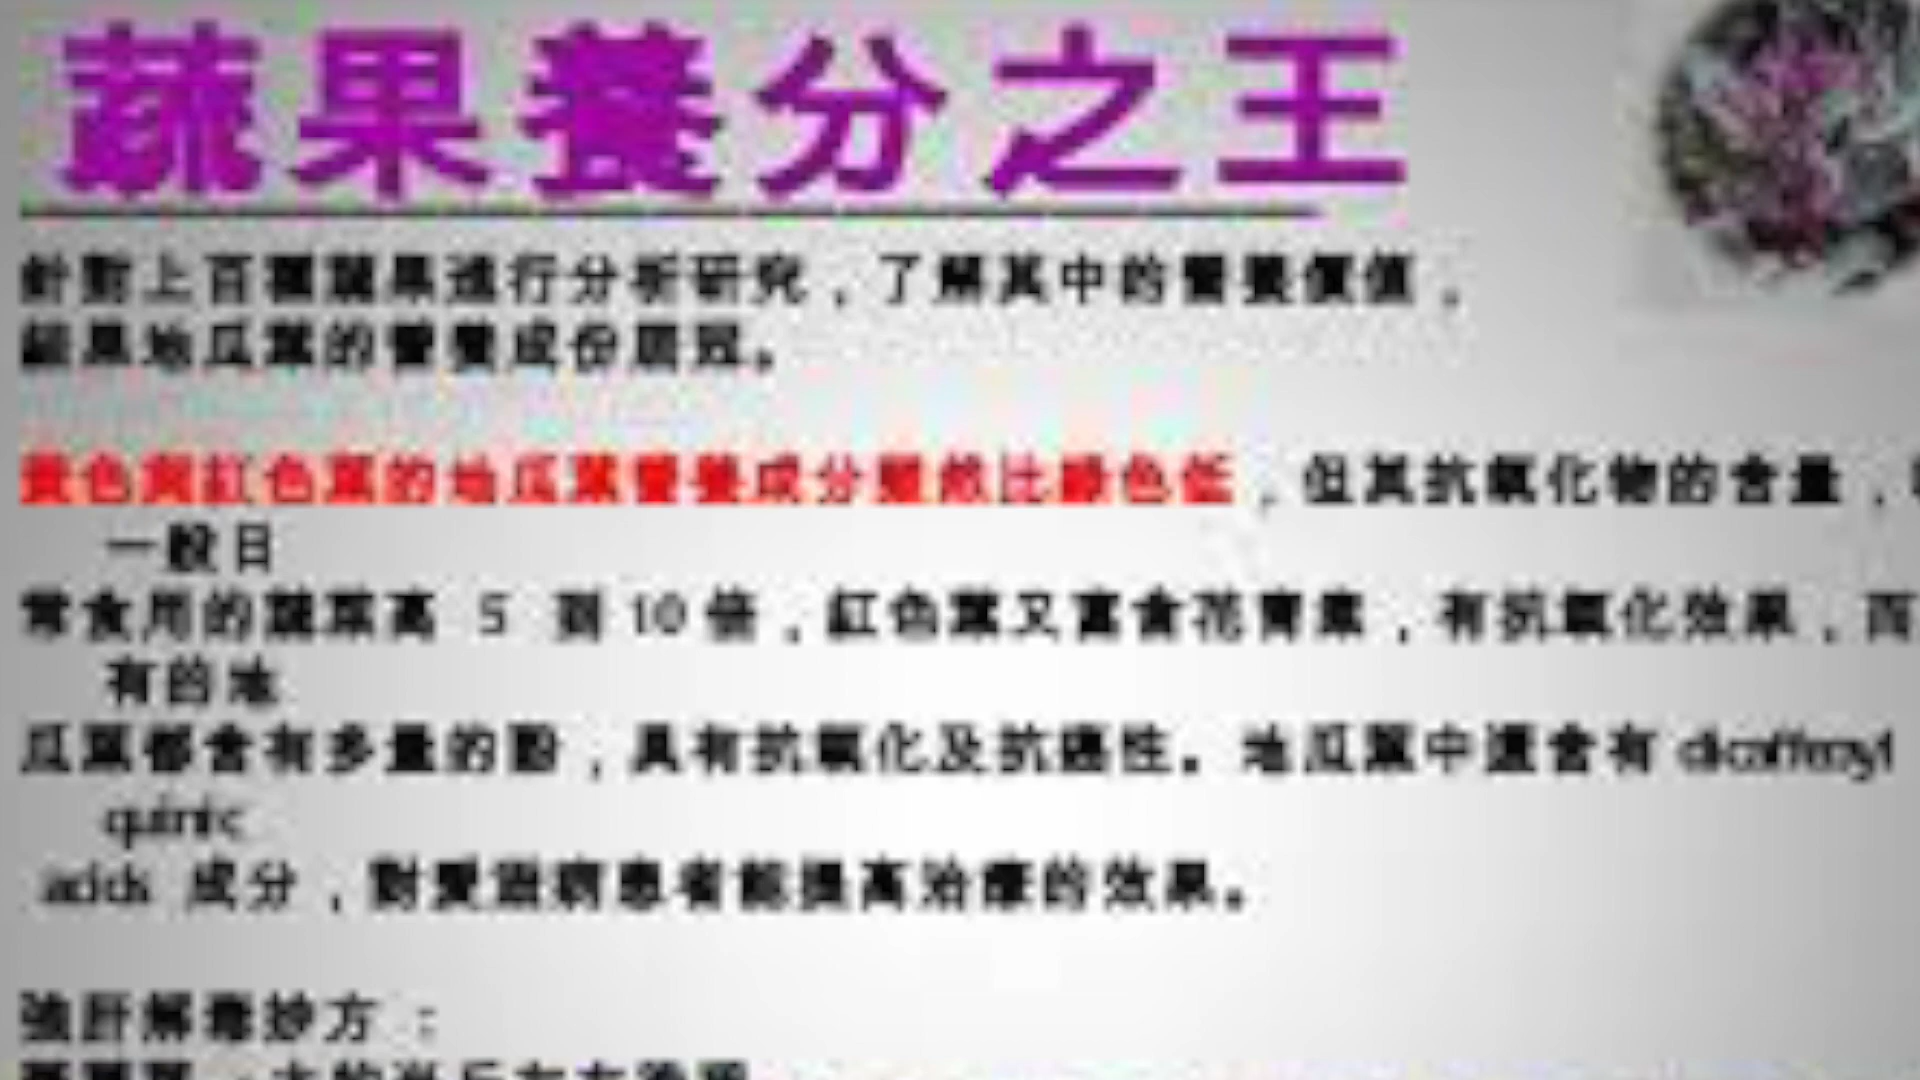 蔬果養分之王
針對上百種蔬果進行分析研究，了解其中的營養價值，
結果地瓜葉的營養成份居冠。
黃色與紅色葉的地瓜葉營養成分雖然比綠色低，但其抗氧化物的含量，
一般日
常食用的蔬菜高 5 到 10 倍，紅色葉又富含花青素，有抗氧化效果，而
有的地
瓜葉都含有多量的酚，具有抗氧化及抗癌性。地瓜葉中還含有 dicaffeoyl
quinic
acids 成分，對愛滋病患者能提高治療的效果。
強肝解毒妙方：